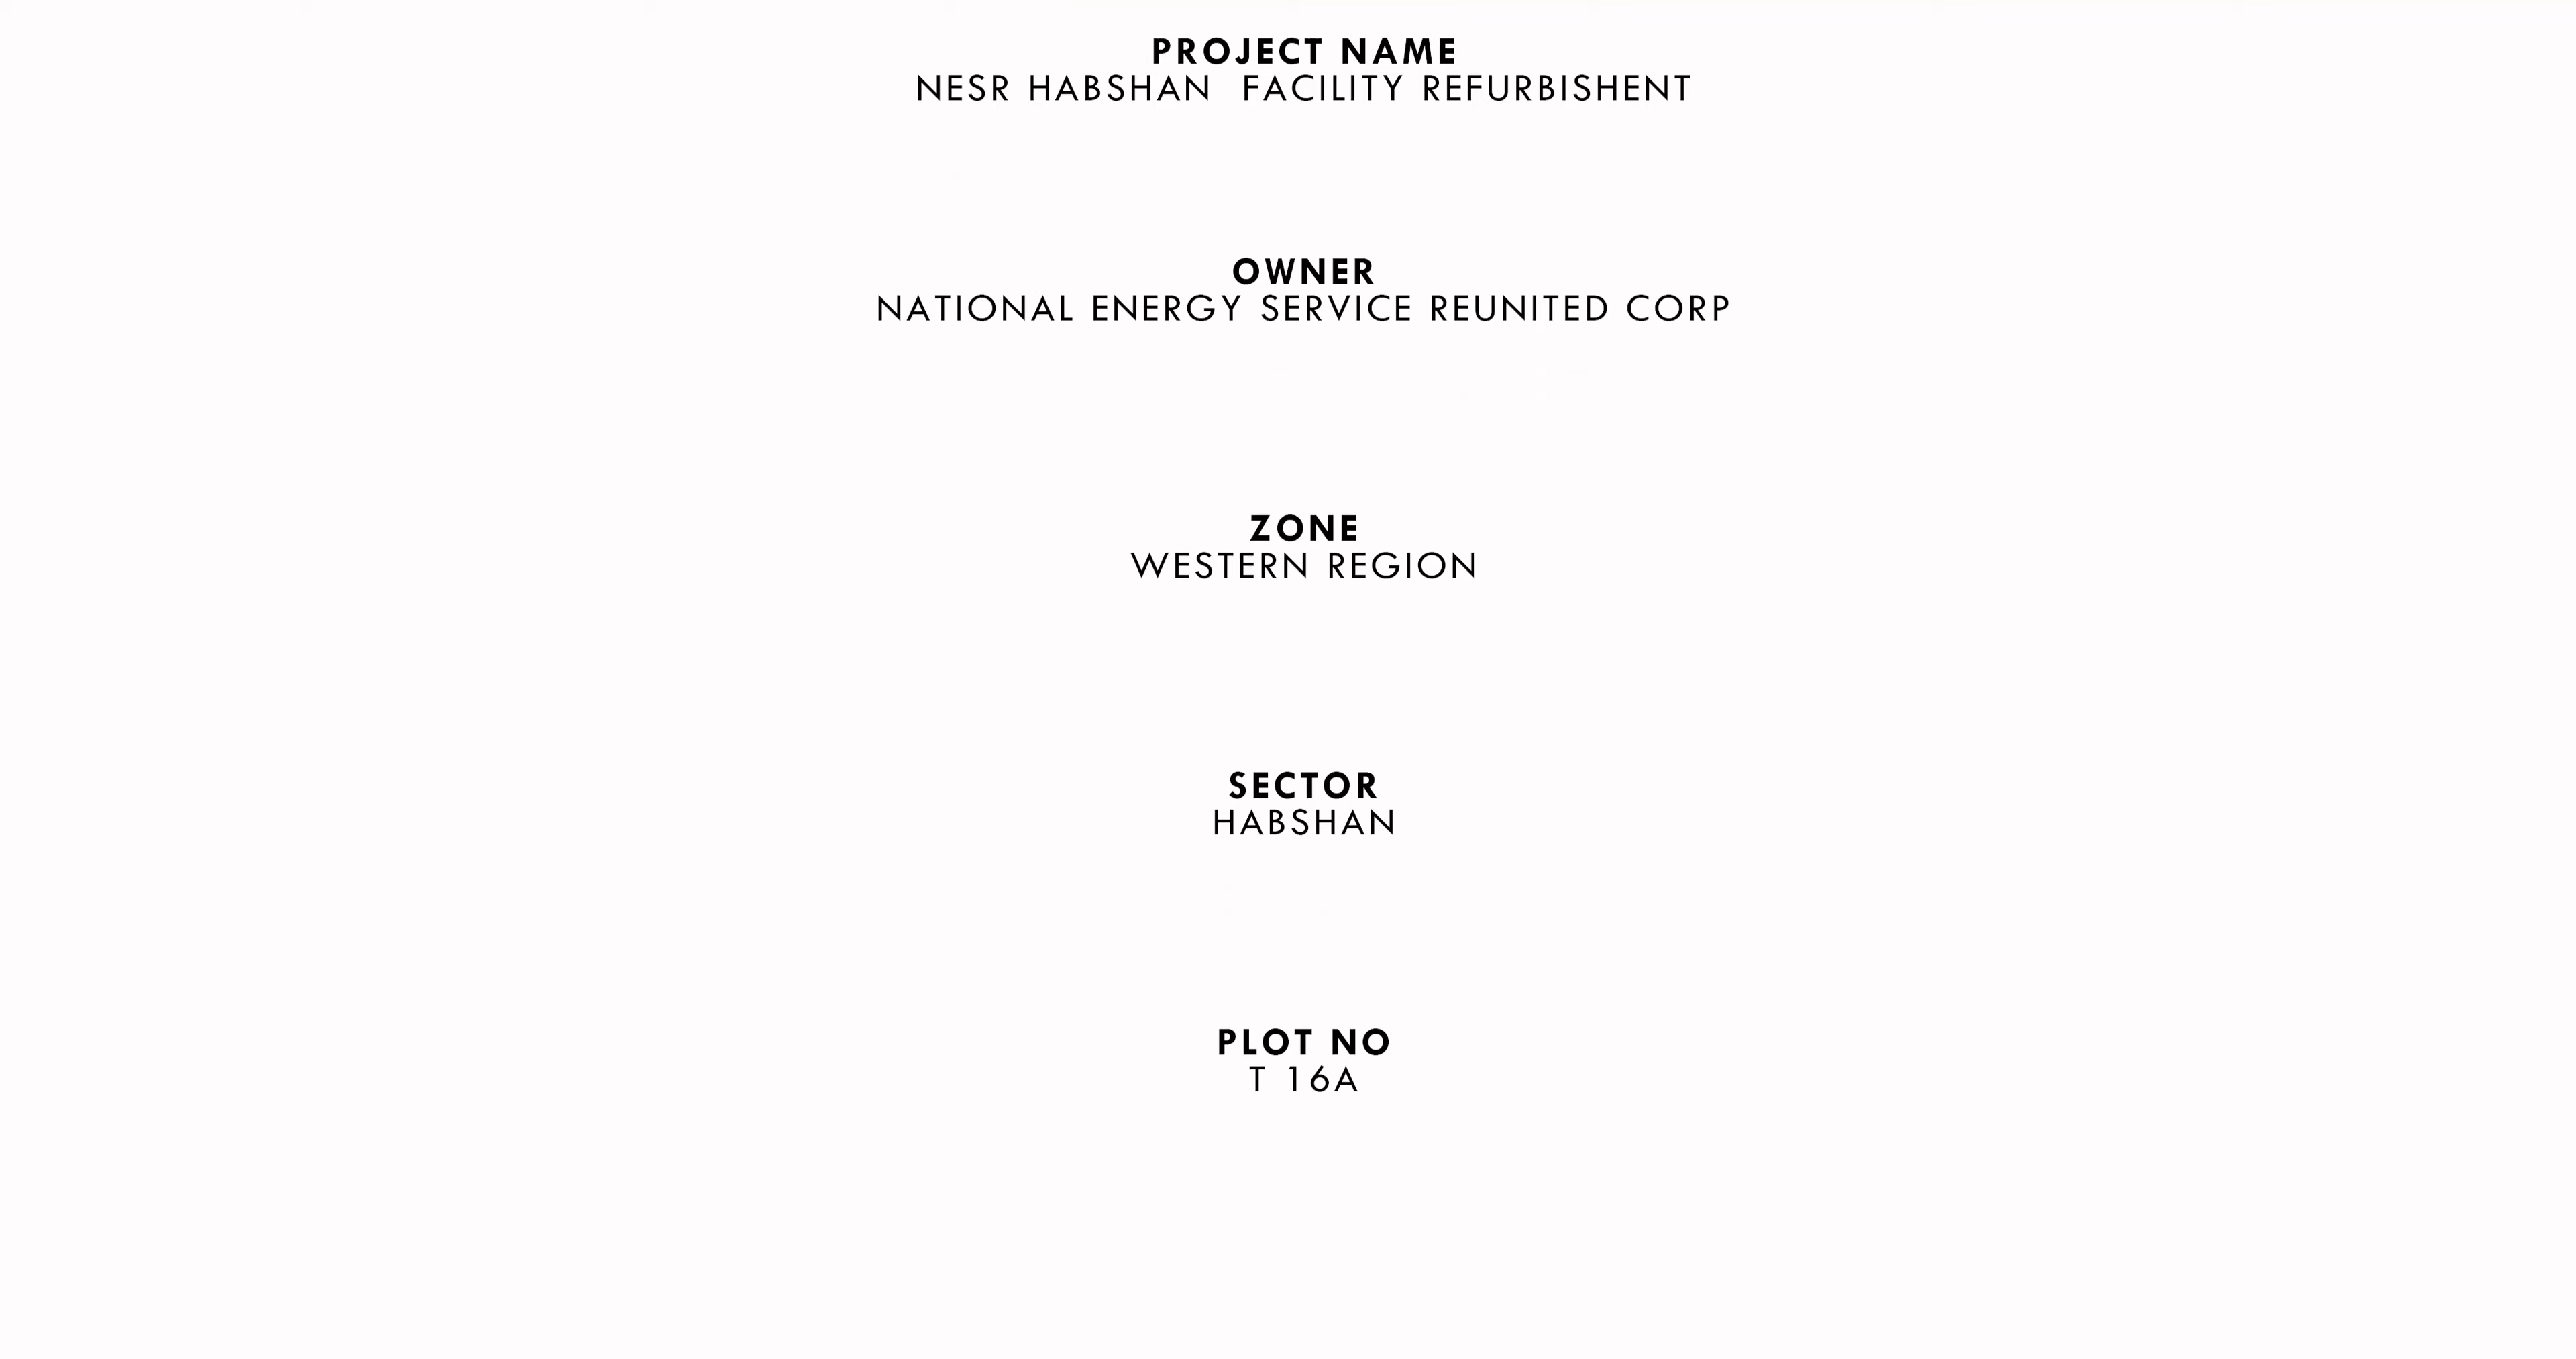 PROJECT NAME
NESR HABSHAN  FACILITY REFURBISHENT
OWNER
NATIONAL ENERGY SERVICE REUNITED CORP
ZONE
WESTERN REGION
SECTOR
HABSHAN
PLOT NO
T 16A